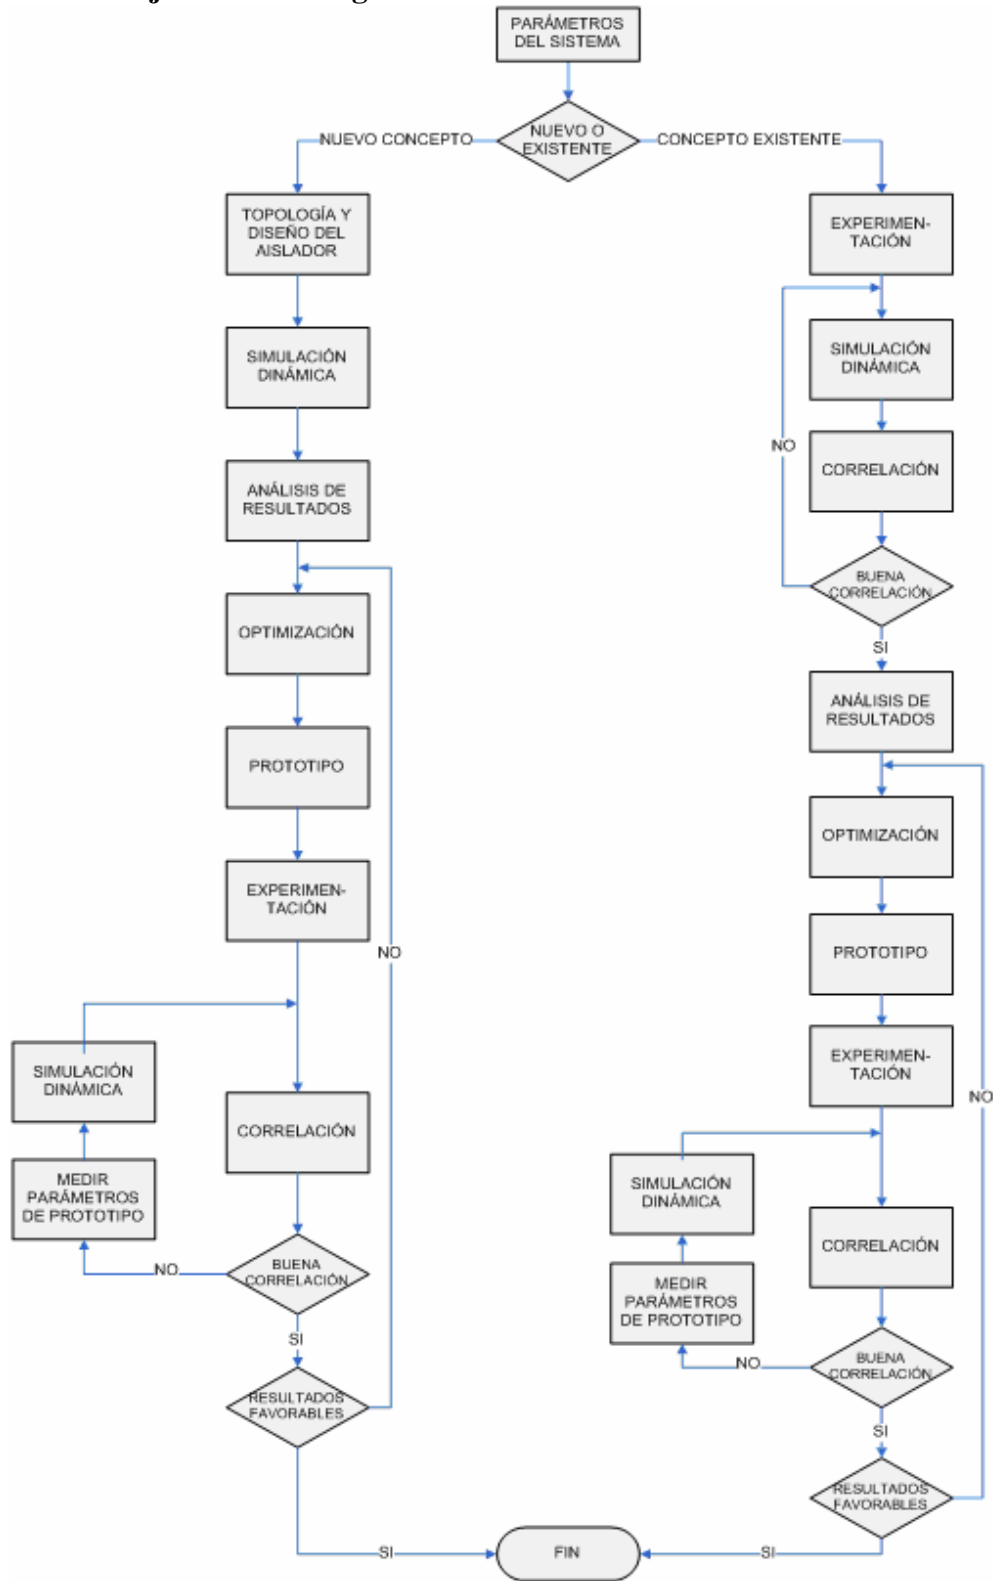 PARÁMETROS
DEL SISTEMA
NUEVO O
EXISTENTE
NUEVO CONCEPTO
CONCEPTO EXISTENTE
TOPOLOGÍA Y
DISEÑO DEL
AISLADOR
SIMULACIÓN
DINÁMICA
ANÁLISIS DE
RESULTADOS
OPTIMIZACIÓN
PROTOTIPO
EXPERIMEN-
TACIÓN
NO
SIMULACIÓN
DINÁMICA
CORRELACIÓN
MEDIR
PARÁMETROS
DE PROTOTIPO
NO
BUENA
CORRELACIÓN
SI
RESULTADOS
FAVORABLES
SI
EXPERIMEN-
TACIÓN
SIMULACIÓN
DINÁMICA
NO
CORRELACIÓN
BUENA
CORRELACIÓN
SI
ANÁLISIS DE
RESULTADOS
OPTIMIZACIÓN
PROTOTIPO
EXPERIMEN-
TACIÓN
NO
SIMULACIÓN
DINÁMICA
CORRELACIÓN
MEDIR
PARÁMETROS
DE PROTOTIPO
NO
BUENA
CORRELACIÓN
SI
RESULTADOS
FAVORABLES
SI
FIN